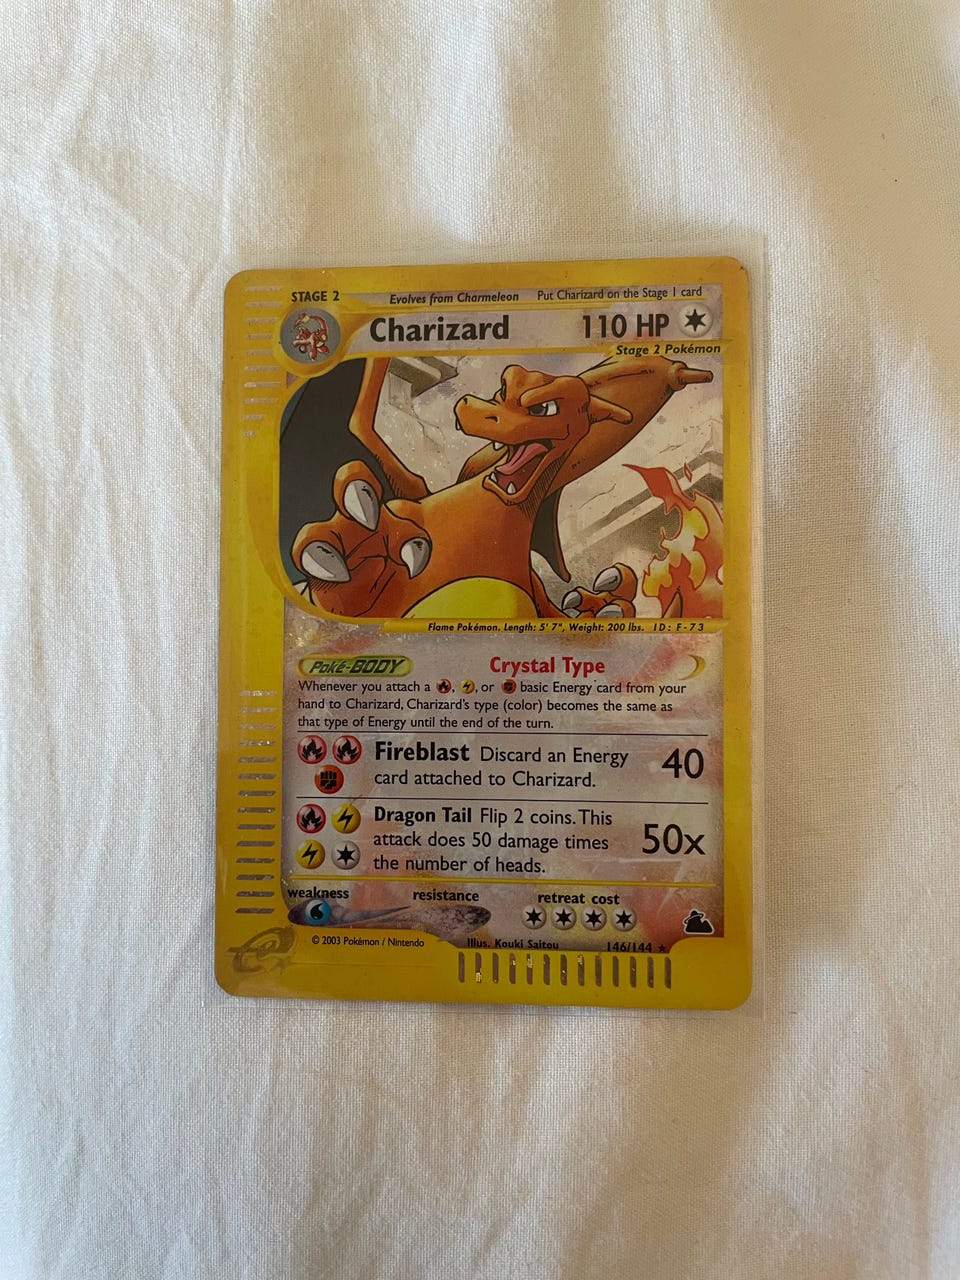 STAGE 2 Evolves from Charmeleon Put Charizard on the Stage 1 card
Charizard 110 HP
Stage 2 Pokémon
Flame Pokémon. Length: 5' 7", Weight: 200 lbs. ID: F-73
Poké-BODY Crystal Type
Whenever you attach a , , or basic Energy card from your
hand to Charizard, Charizard's type (color) becomes the same as
that type of Energy until the end of the turn.
Fireblast Discard an Energy
card attached to Charizard.
40
Dragon Tail Flip 2 coins. This
attack does 50 damage times
the number of heads.
50x
weakness resistance retreat cost
© 2003 Pokémon / Nintendo Illus. Kouki Saitou 146/144